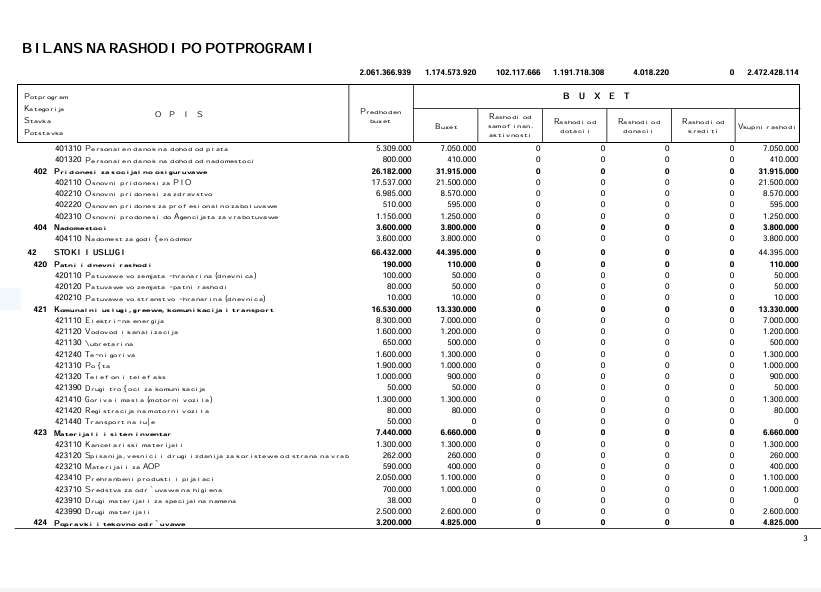 BILANS NA RASHODI PO POTPROGRAMI
2.061.366.939 1.174.573.920 102.117.666 1.191.718.308 4.018.220 0 2.472.428.114
Potprogram
Kategorija
Stavka
Potstavka
O P I S
Predhoden buxet
B U X E T
Buxet
Rashodi od samofinan. aktivnosti
Rashodi od dotacii
Rashodi od donacii
Rashodi od krediti
Vkupni rashodi
401310 Personalen danok na dohod od plata 5.309.000 7.050.000 0 0 0 0 7.050.000
401320 Personalen danok na dohod od nadomestoci 800.000 410.000 0 0 0 0 410.000
402 Pridonesi za socijalno osiguruvawe 26.182.000 31.915.000 0 0 0 0 31.915.000
402110 Osnovni pridonesi za PIO 17.537.000 21.500.000 0 0 0 0 21.500.000
402210 Osnovni pridonesi za zdravstvo 6.985.000 8.570.000 0 0 0 0 8.570.000
402220 Osnoven pridones za profesionalno zaboluvawe 510.000 595.000 0 0 0 0 595.000
402310 Osnovni prodonesi do Agencijata za vrabotuvawe 1.150.000 1.250.000 0 0 0 0 1.250.000
404 Nadomestoci 3.600.000 3.800.000 0 0 0 0 3.800.000
404110 Nadomest za godi{en odmor 3.600.000 3.800.000 0 0 0 0 3.800.000
42 STOKI I USLUGI 66.432.000 44.395.000 0 0 0 0 44.395.000
420 Patni i dnevni rashodi 190.000 110.000 0 0 0 0 110.000
420110 Patuvawe vo zemjata -hranarina (dnevnica) 100.000 50.000 0 0 0 0 50.000
420120 Patuvawe vo zemjata -patni rashodi 80.000 50.000 0 0 0 0 50.000
420210 Patuvawe vo stranstvo -hranarina (dnevnica) 10.000 10.000 0 0 0 0 10.000
421 Komunalni uslugi, greewe, komunikacija i transport 16.530.000 13.330.000 0 0 0 0 13.330.000
421110 Elektri~na energija 8.300.000 7.000.000 0 0 0 0 7.000.000
421120 Vodovod i kanalizacija 1.600.000 1.200.000 0 0 0 0 1.200.000
421130 \ubretarina 650.000 500.000 0 0 0 0 500.000
421240 Te~ni goriva 1.600.000 1.300.000 0 0 0 0 1.300.000
421310 Po{ta 1.900.000 1.000.000 0 0 0 0 1.000.000
421320 Telefon i telefaks 1.000.000 900.000 0 0 0 0 900.000
421390 Drugi tro{oci za komunikacija 50.000 50.000 0 0 0 0 50.000
421410 Goriva i masla (motorni vozila) 1.300.000 1.300.000 0 0 0 0 1.300.000
421420 Registracija na motorni vozila 80.000 80.000 0 0 0 0 80.000
421440 Transport na lu|e 50.000 0 0 0 0 0 0
423 Materijali i siten inventar 7.440.000 6.660.000 0 0 0 0 6.660.000
423110 Kancelariski materijali 1.300.000 1.300.000 0 0 0 0 1.300.000
423120 Spisanija, vesnici i drugi izdanija za koristewe od strana na vrab 262.000 260.000 0 0 0 0 260.000
423210 Materijali za AOP 590.000 400.000 0 0 0 0 400.000
423410 Prehranbeni produkti i pijalaci 2.050.000 1.100.000 0 0 0 0 1.100.000
423710 Sredstva za odr`uvawe na higiena 700.000 1.000.000 0 0 0 0 1.000.000
423910 Drugi materijali za specijalna namena 38.000 0 0 0 0 0 0
423990 Drugi materijali 2.500.000 2.600.000 0 0 0 0 2.600.000
424 Popravki i tekovno odr`uvawe 3.200.000 4.825.000 0 0 0 0 4.825.000
3